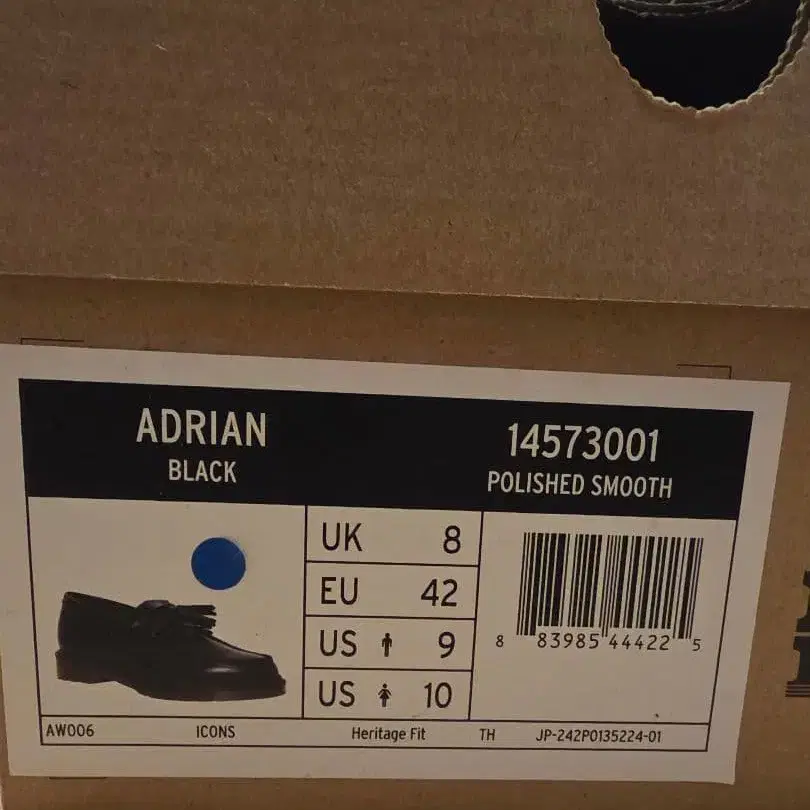 ADRIAN
BLACK
14573001
POLISHED SMOOTH
UK 8
EU 42
US 9
US 10
8 83985 44422 5
AW006 ICONS Heritage Fit TH JP-242P0135224-01